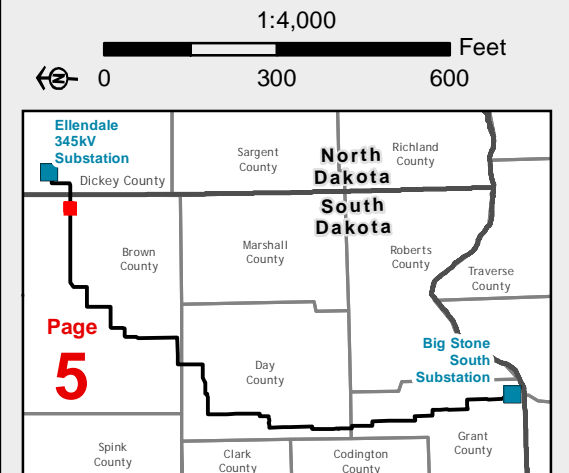 1:4,000
Feet
N
0 300 600
Ellendale
345kV
Substation
Dickey County
Sargent
County
North
Dakota
Richland
County
South
Dakota
Brown
County
Marshall
County
Roberts
County
Traverse
County
Page
5
Big Stone
South
Substation
Day
County
Grant
County
Spink
County
Clark
County
Codington
County